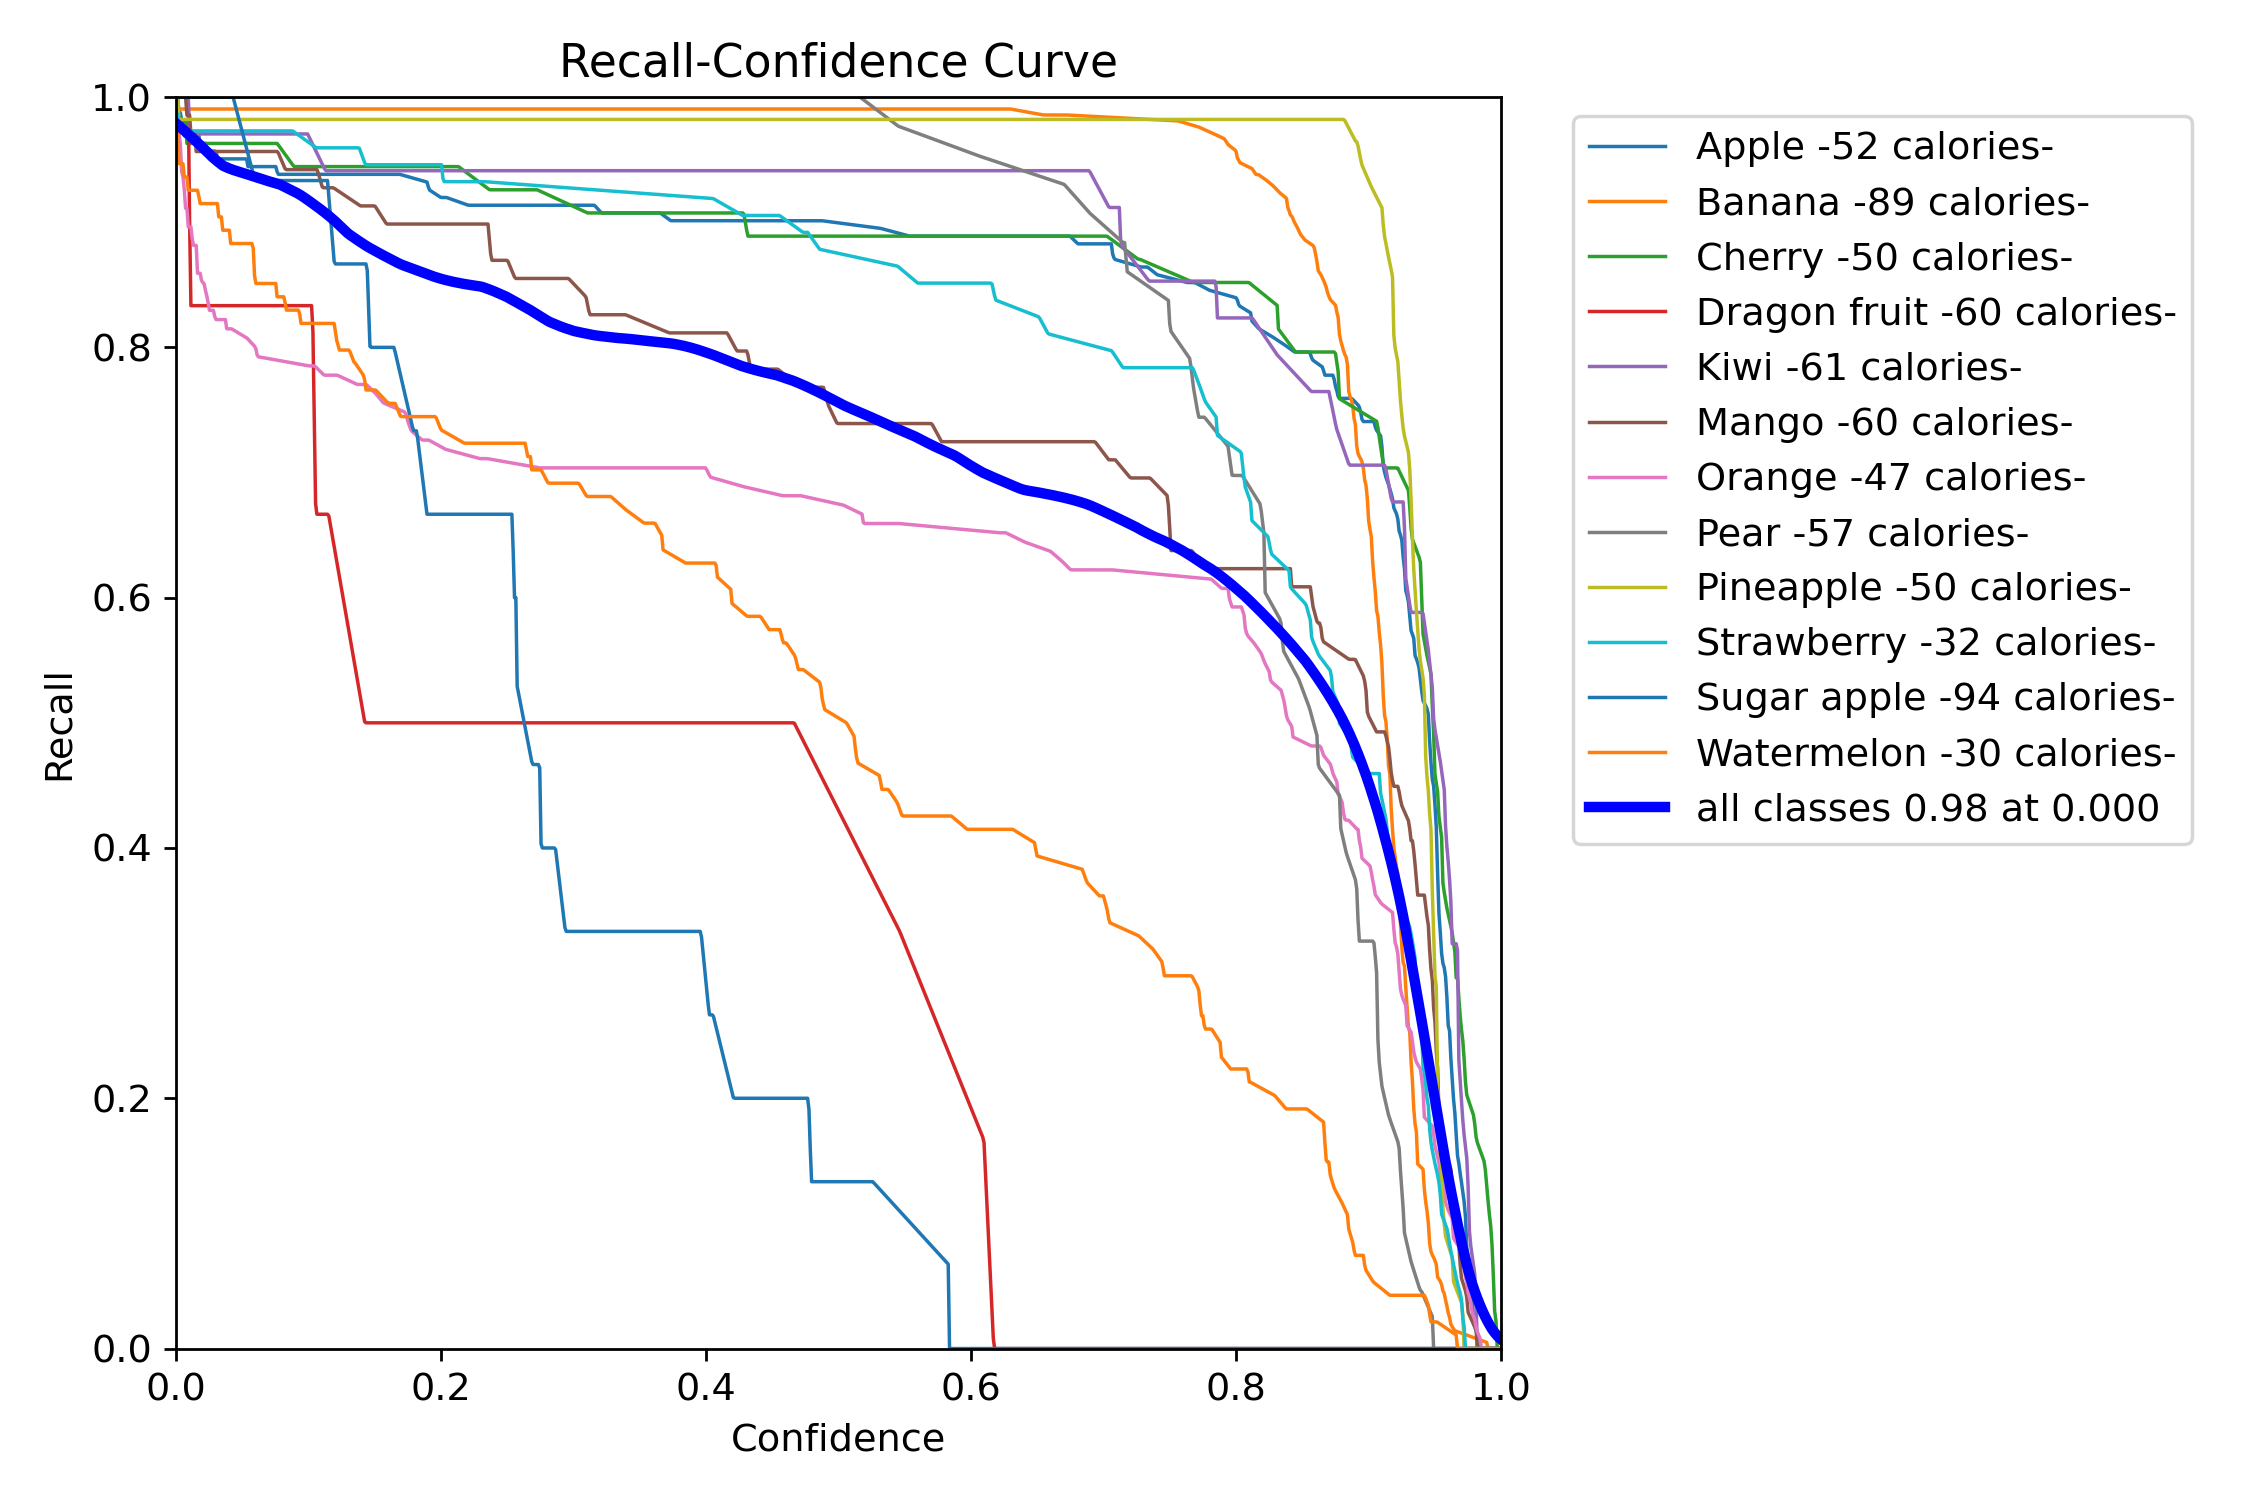 Recall-Confidence Curve
1.0
0.8
0.6
0.4
0.2
0.0
Recall
0.0 0.2 0.4 0.6 0.8 1.0
Confidence
Apple -52 calories-
Banana -89 calories-
Cherry -50 calories-
Dragon fruit -60 calories-
Kiwi -61 calories-
Mango -60 calories-
Orange -47 calories-
Pear -57 calories-
Pineapple -50 calories-
Strawberry -32 calories-
Sugar apple -94 calories-
Watermelon -30 calories-
all classes 0.98 at 0.000